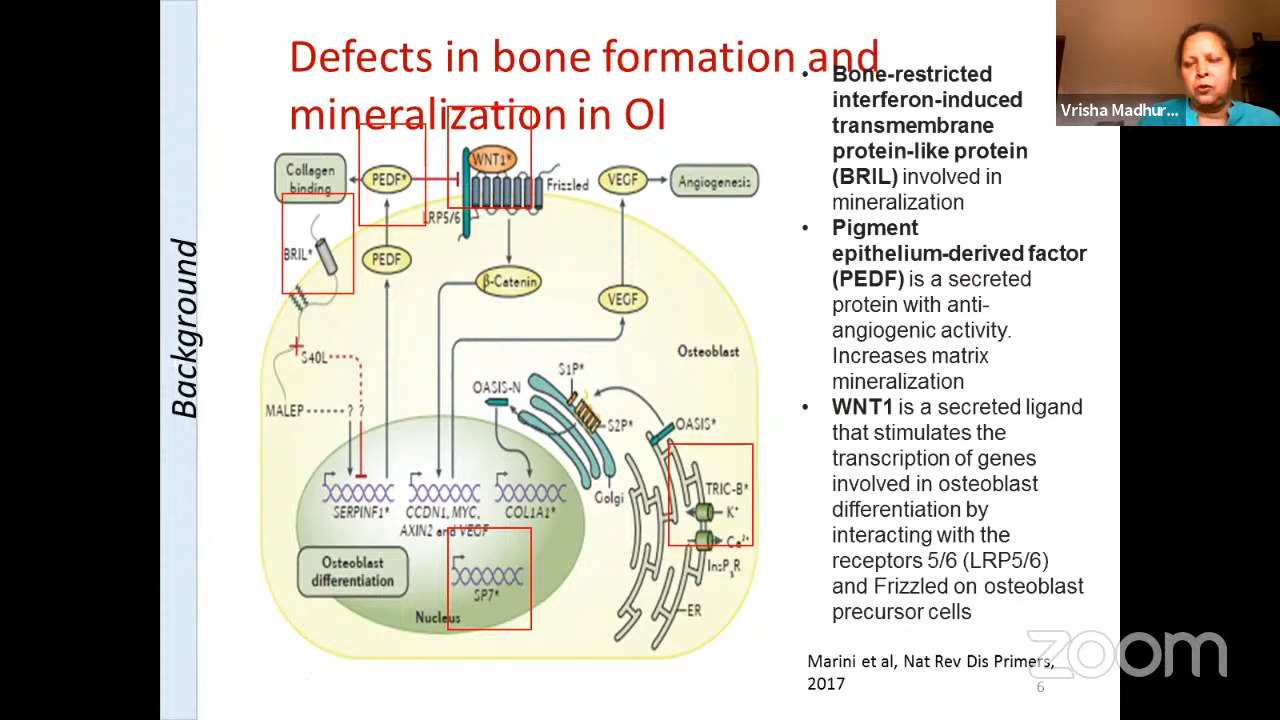 Defects in bone formation and
mineralization in OI
Background
Collagen
binding
PEDF*
WNT1*
Frizzled
LRP5/6
VEGF
Angiogenesis
BRIL*
PEDF
β-Catenin
VEGF
Osteoblast
S40L
MALEP
? ?
OASIS-N
S1P*
S2P*
OASIS*
Golgi
TRIC-B*
K⁺
Ca²⁺
InsP₃R
ER
SERPINF1*
CCDN1, MYC,
AXIN2 and VEGF
COL1A1*
Osteoblast
differentiation
SP7*
Nucleus
• Bone-restricted
interferon-induced
transmembrane
protein-like protein
(BRIL) involved in
mineralization
• Pigment
epithelium-derived factor
(PEDF) is a secreted
protein with anti-
angiogenic activity.
Increases matrix
mineralization
• WNT1 is a secreted ligand
that stimulates the
transcription of genes
involved in osteoblast
differentiation by
interacting with the
receptors 5/6 (LRP5/6)
and Frizzled on osteoblast
precursor cells
Marini et al, Nat Rev Dis Primers,
2017
6
Vrisha Madhur...
zoom